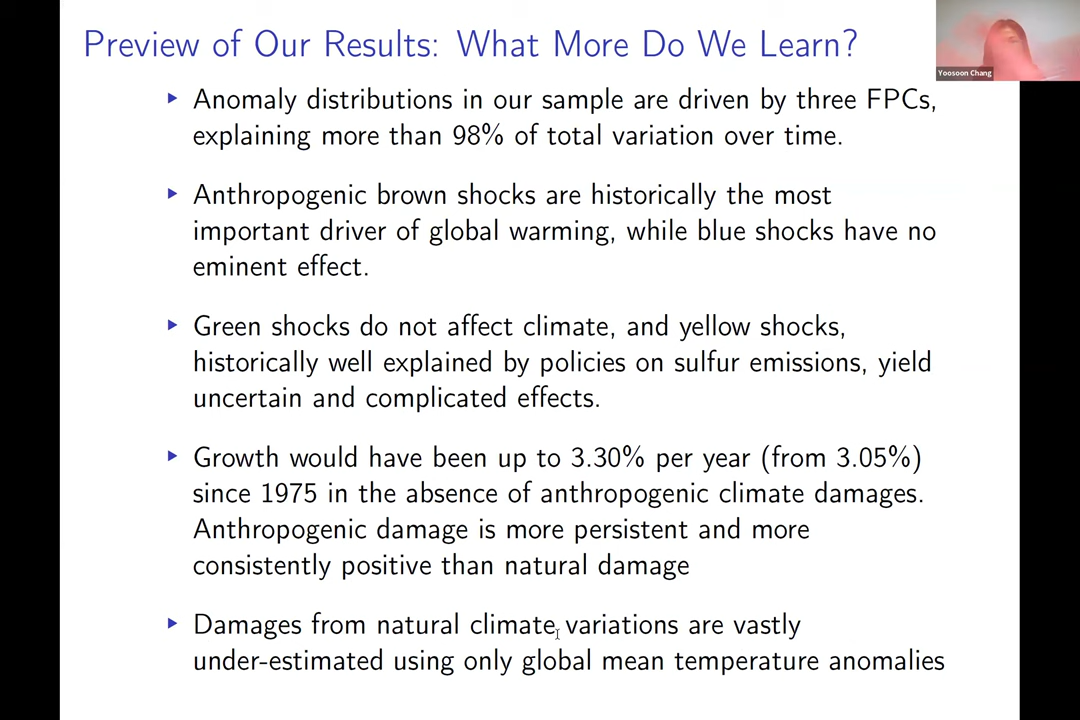 Preview of Our Results: What More Do We Learn?
Yoosoon Chang
Anomaly distributions in our sample are driven by three FPCs,
explaining more than 98% of total variation over time.
Anthropogenic brown shocks are historically the most
important driver of global warming, while blue shocks have no
eminent effect.
Green shocks do not affect climate, and yellow shocks,
historically well explained by policies on sulfur emissions, yield
uncertain and complicated effects.
Growth would have been up to 3.30% per year (from 3.05%)
since 1975 in the absence of anthropogenic climate damages.
Anthropogenic damage is more persistent and more
consistently positive than natural damage
Damages from natural climate variations are vastly
under-estimated using only global mean temperature anomalies